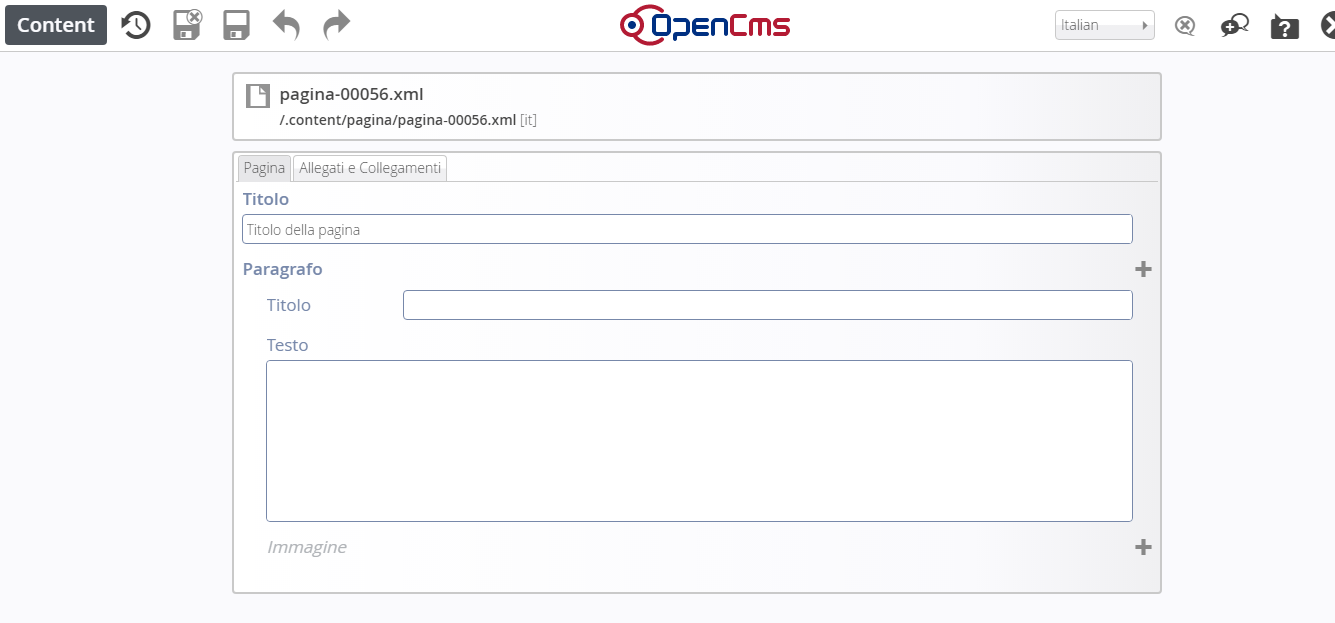 Content
OpenCms
Italian
pagina-00056.xml
/.content/pagina/pagina-00056.xml [it]
Pagina
Allegati e Collegamenti
Titolo
Titolo della pagina
Paragrafo
Titolo
Testo
Immagine